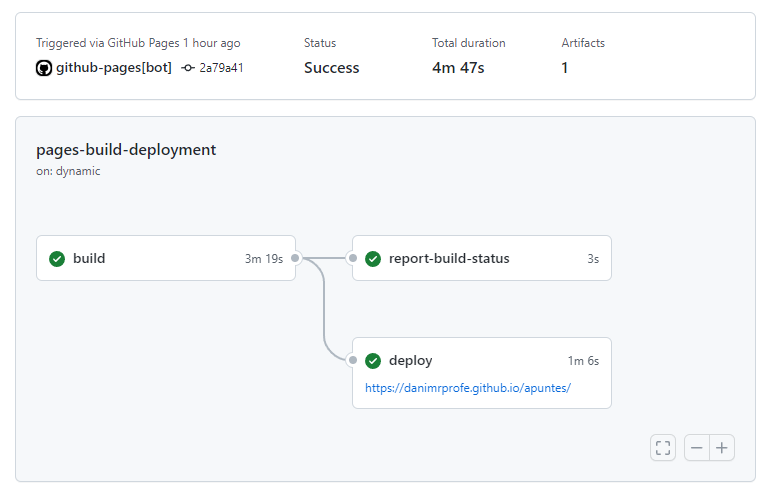 Triggered via GitHub Pages 1 hour ago
github-pages[bot] 2a79a41
Status
Success
Total duration
4m 47s
Artifacts
1
pages-build-deployment
on: dynamic
build 3m 19s
report-build-status 3s
deploy 1m 6s
https://danimrprofe.github.io/apuntes/